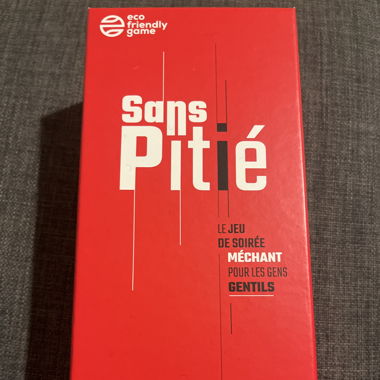 eco
friendly
game
Sans
Pitié
LE JEU
DE SOIRÉE
MÉCHANT
POUR LES GENS
GENTILS